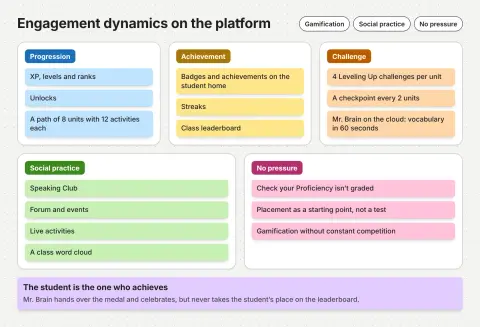 Engagement dynamics on the platform
Gamification
Social practice
No pressure
Progression
XP, levels and ranks
Unlocks
A path of 8 units with 12 activities
each
Achievement
Badges and achievements on the
student home
Streaks
Class leaderboard
Challenge
4 Leveling Up challenges per unit
A checkpoint every 2 units
Mr. Brain on the cloud: vocabulary
in 60 seconds
Social practice
Speaking Club
Forum and events
Live activities
A class word cloud
No pressure
Check your Proficiency isn't graded
Placement as a starting point, not a test
Gamification without constant competition
The student is the one who achieves
Mr. Brain hands over the medal and celebrates, but never takes the student's place on the leaderboard.